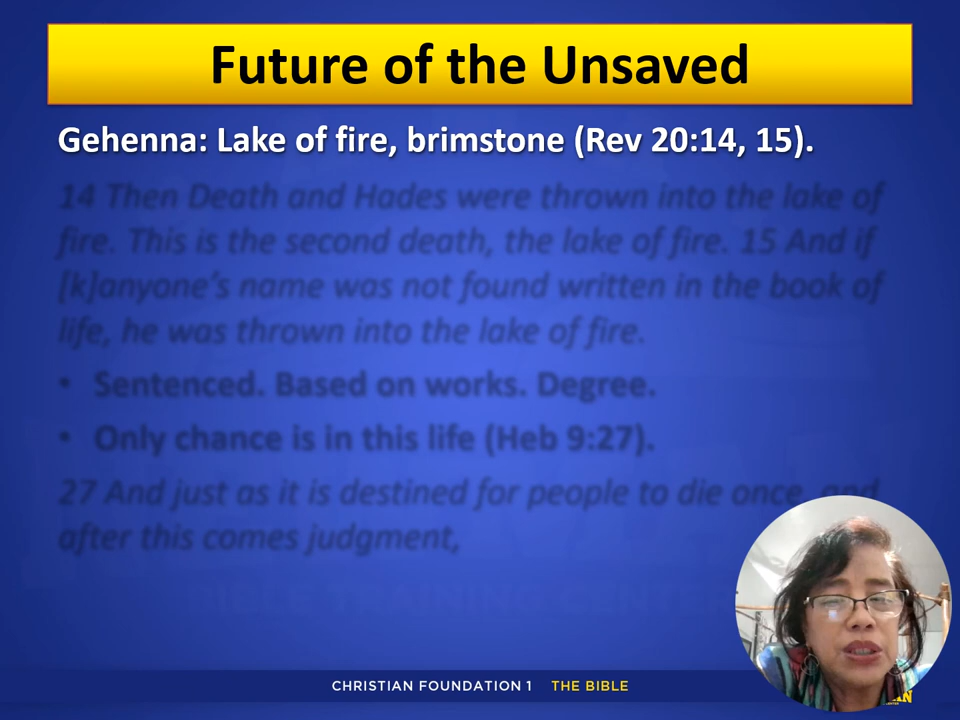 Future of the Unsaved
Gehenna: Lake of fire, brimstone (Rev 20:14, 15).
14 Then Death and Hades were thrown into the lake of
fire. This is the second death, the lake of fire. 15 And if
[k]anyone's name was not found written in the book of
life, he was thrown into the lake of fire.
• Sentenced. Based on works. Degree.
• Only chance is in this life (Heb 9:27).
27 And just as it is destined for people to die once, and
after this comes judgment,
CHRISTIAN FOUNDATION 1 THE BIBLE